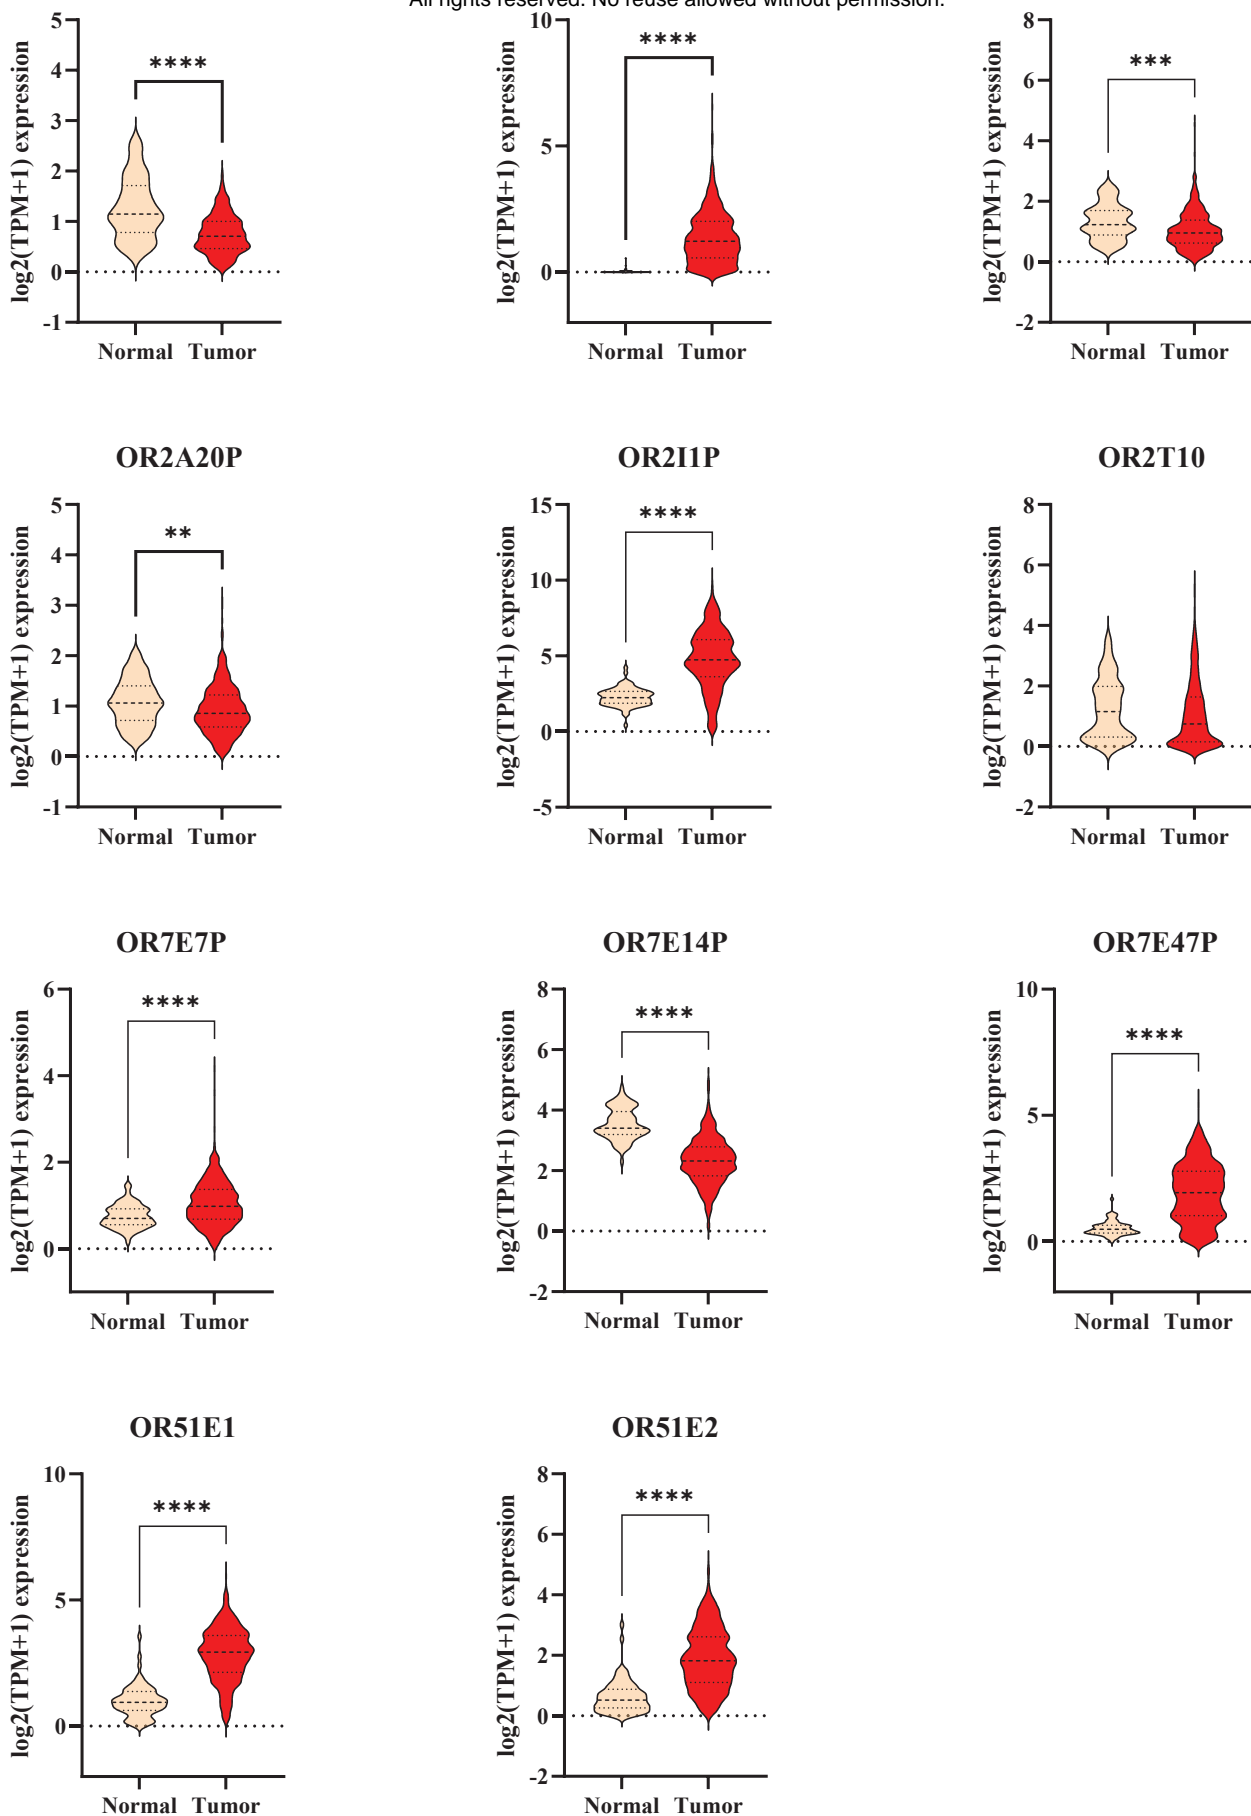 All rights reserved. No reuse allowed without permission.
log2(TPM+1) expression
5
4
3
2
1
0
-1
****
Normal Tumor
log2(TPM+1) expression
10
5
0
****
Normal Tumor
log2(TPM+1) expression
8
6
4
2
0
-2
***
Normal Tumor
OR2A20P
log2(TPM+1) expression
5
4
3
2
1
0
-1
**
Normal Tumor
OR2I1P
log2(TPM+1) expression
15
10
5
0
-5
****
Normal Tumor
OR2T10
log2(TPM+1) expression
8
6
4
2
0
-2
Normal Tumor
OR7E7P
log2(TPM+1) expression
6
4
2
0
****
Normal Tumor
OR7E14P
log2(TPM+1) expression
8
6
4
2
0
-2
****
Normal Tumor
OR7E47P
log2(TPM+1) expression
10
5
0
****
Normal Tumor
OR51E1
log2(TPM+1) expression
10
5
0
****
Normal Tumor
OR51E2
log2(TPM+1) expression
8
6
4
2
0
-2
****
Normal Tumor